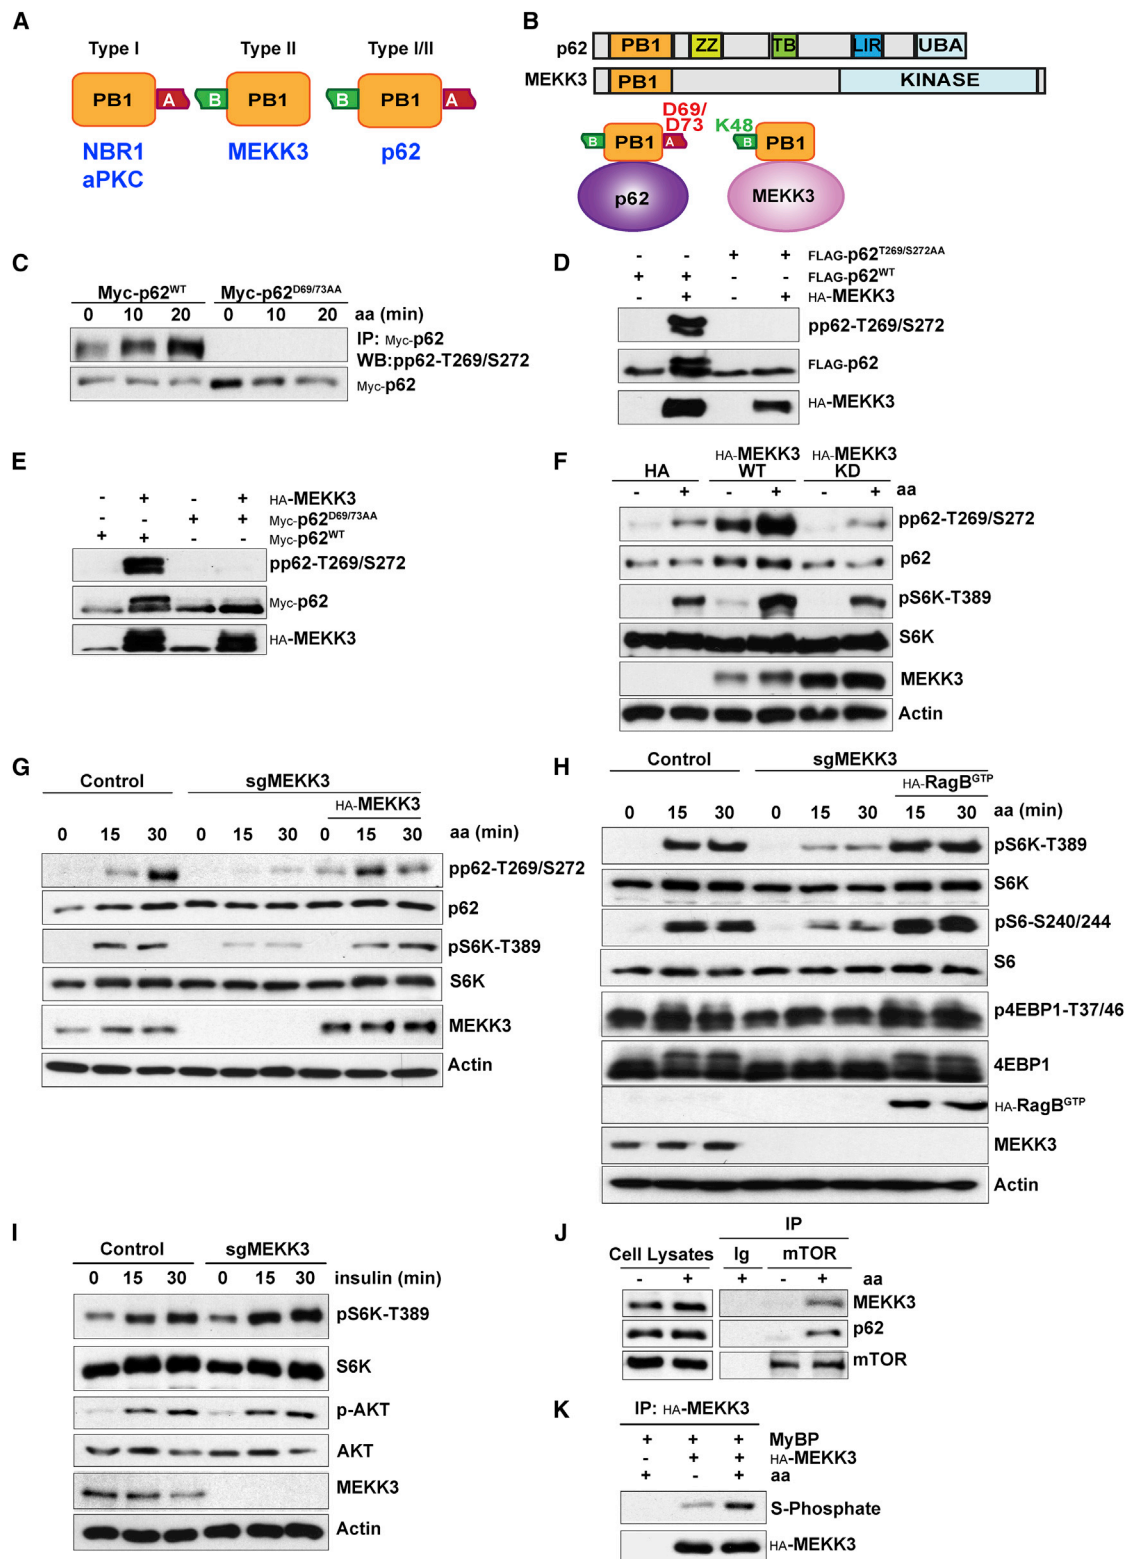 A
Type I Type II Type I/II
PB1 A B PB1 B PB1 A
NBR1 MEKK3 p62
aPKC
B
p62 PB1 ZZ TB LIR UBA
MEKK3 PB1 KINASE
D69/
D73 K48
B PB1 A B PB1
p62 MEKK3
C
Myc-p62WT Myc-p62D69/73AA
0 10 20 0 10 20 aa (min)
IP: Myc-p62
WB:pp62-T269/S272
Myc-p62
D
- - + + FLAG-p62T269/S272AA
+ + - - FLAG-p62WT
- + - + HA-MEKK3
pp62-T269/S272
FLAG-p62
HA-MEKK3
E
- + - + HA-MEKK3
- - + + Myc-p62D69/73AA
+ + - - Myc-p62WT
pp62-T269/S272
Myc-p62
HA-MEKK3
F
HA-MEKK3 HA-MEKK3
HA WT KD
- + - + - + aa
pp62-T269/S272
p62
pS6K-T389
S6K
MEKK3
Actin
G
Control sgMEKK3
HA-MEKK3
0 15 30 0 15 30 0 15 30 aa (min)
pp62-T269/S272
p62
pS6K-T389
S6K
MEKK3
Actin
H
Control sgMEKK3
HA-RagBGTP
0 15 30 0 15 30 15 30 aa (min)
pS6K-T389
S6K
pS6-S240/244
S6
p4EBP1-T37/46
4EBP1
HA-RagBGTP
MEKK3
Actin
I
Control sgMEKK3
0 15 30 0 15 30 insulin (min)
pS6K-T389
S6K
p-AKT
AKT
MEKK3
Actin
J
IP
Cell Lysates Ig mTOR
- + + - + aa
MEKK3
p62
mTOR
K
IP: HA-MEKK3
+ + + MyBP
- + + HA-MEKK3
+ - + aa
S-Phosphate
HA-MEKK3